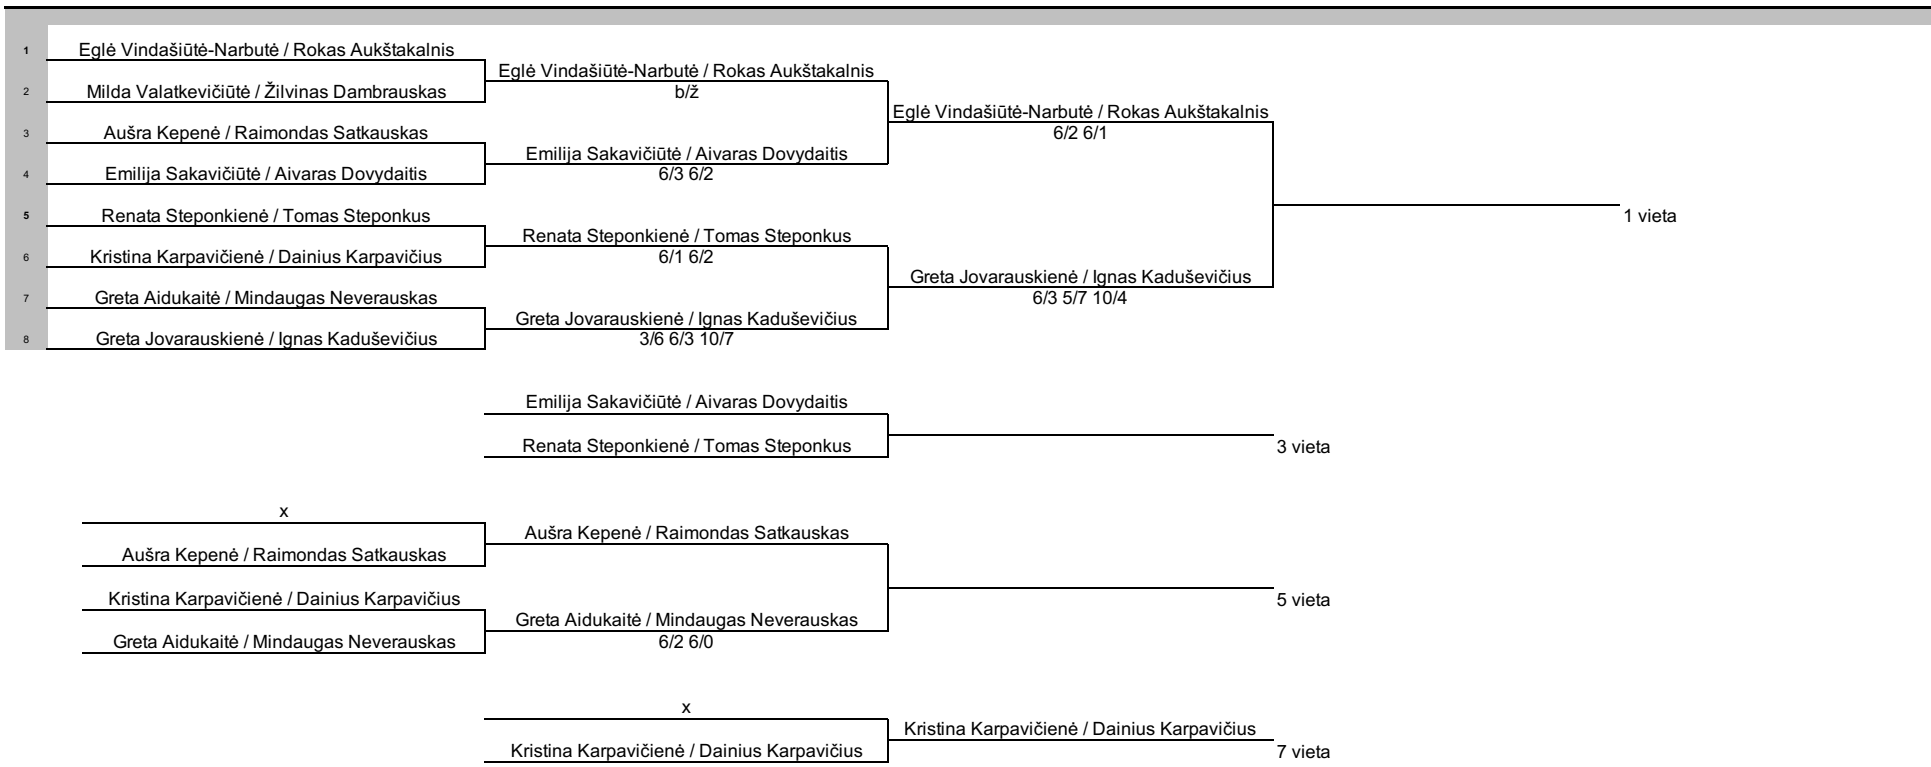 1 Eglė Vindašiūtė-Narbutė / Rokas Aukštakalnis
Eglė Vindašiūtė-Narbutė / Rokas Aukštakalnis
2 Milda Valatkevičiūtė / Žilvinas Dambrauskas b/ž
Eglė Vindašiūtė-Narbutė / Rokas Aukštakalnis
3 Aušra Kepenė / Raimondas Satkauskas 6/2 6/1
Emilija Sakavičiūtė / Aivaras Dovydaitis
4 Emilija Sakavičiūtė / Aivaras Dovydaitis 6/3 6/2
5 Renata Steponkienė / Tomas Steponkus 1 vieta
Renata Steponkienė / Tomas Steponkus
6 Kristina Karpavičienė / Dainius Karpavičius 6/1 6/2
Greta Jovarauskienė / Ignas Kaduševičius
7 Greta Aidukaitė / Mindaugas Neverauskas 6/3 5/7 10/4
Greta Jovarauskienė / Ignas Kaduševičius
8 Greta Jovarauskienė / Ignas Kaduševičius 3/6 6/3 10/7
Emilija Sakavičiūtė / Aivaras Dovydaitis
Renata Steponkienė / Tomas Steponkus 3 vieta
x
Aušra Kepenė / Raimondas Satkauskas
Aušra Kepenė / Raimondas Satkauskas
Kristina Karpavičienė / Dainius Karpavičius 5 vieta
Greta Aidukaitė / Mindaugas Neverauskas
Greta Aidukaitė / Mindaugas Neverauskas 6/2 6/0
x
Kristina Karpavičienė / Dainius Karpavičius
Kristina Karpavičienė / Dainius Karpavičius 7 vieta